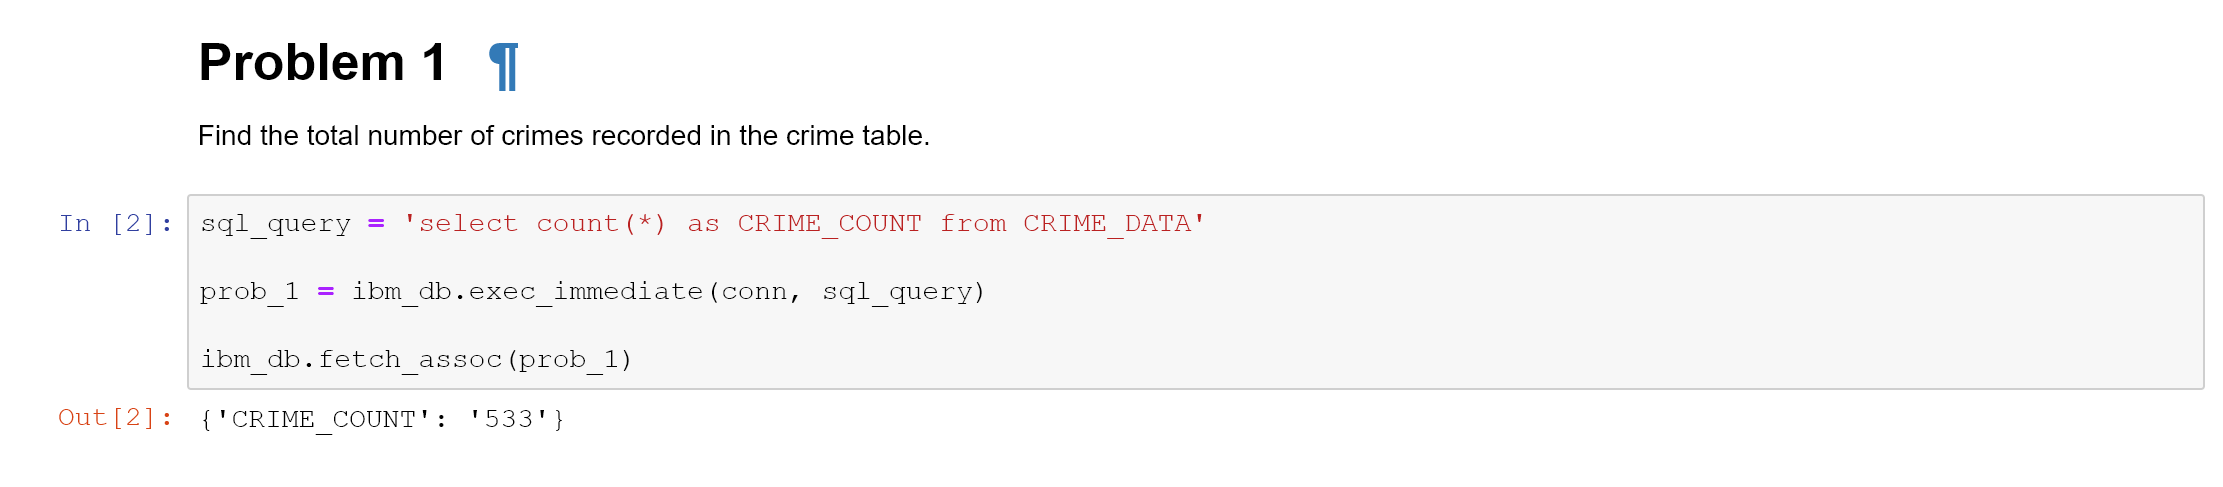 Problem 1 ¶
Find the total number of crimes recorded in the crime table.
In [2]: sql_query = 'select count(*) as CRIME_COUNT from CRIME_DATA'
prob_1 = ibm_db.exec_immediate(conn, sql_query)
ibm_db.fetch_assoc(prob_1)
Out[2]: {'CRIME_COUNT': '533'}